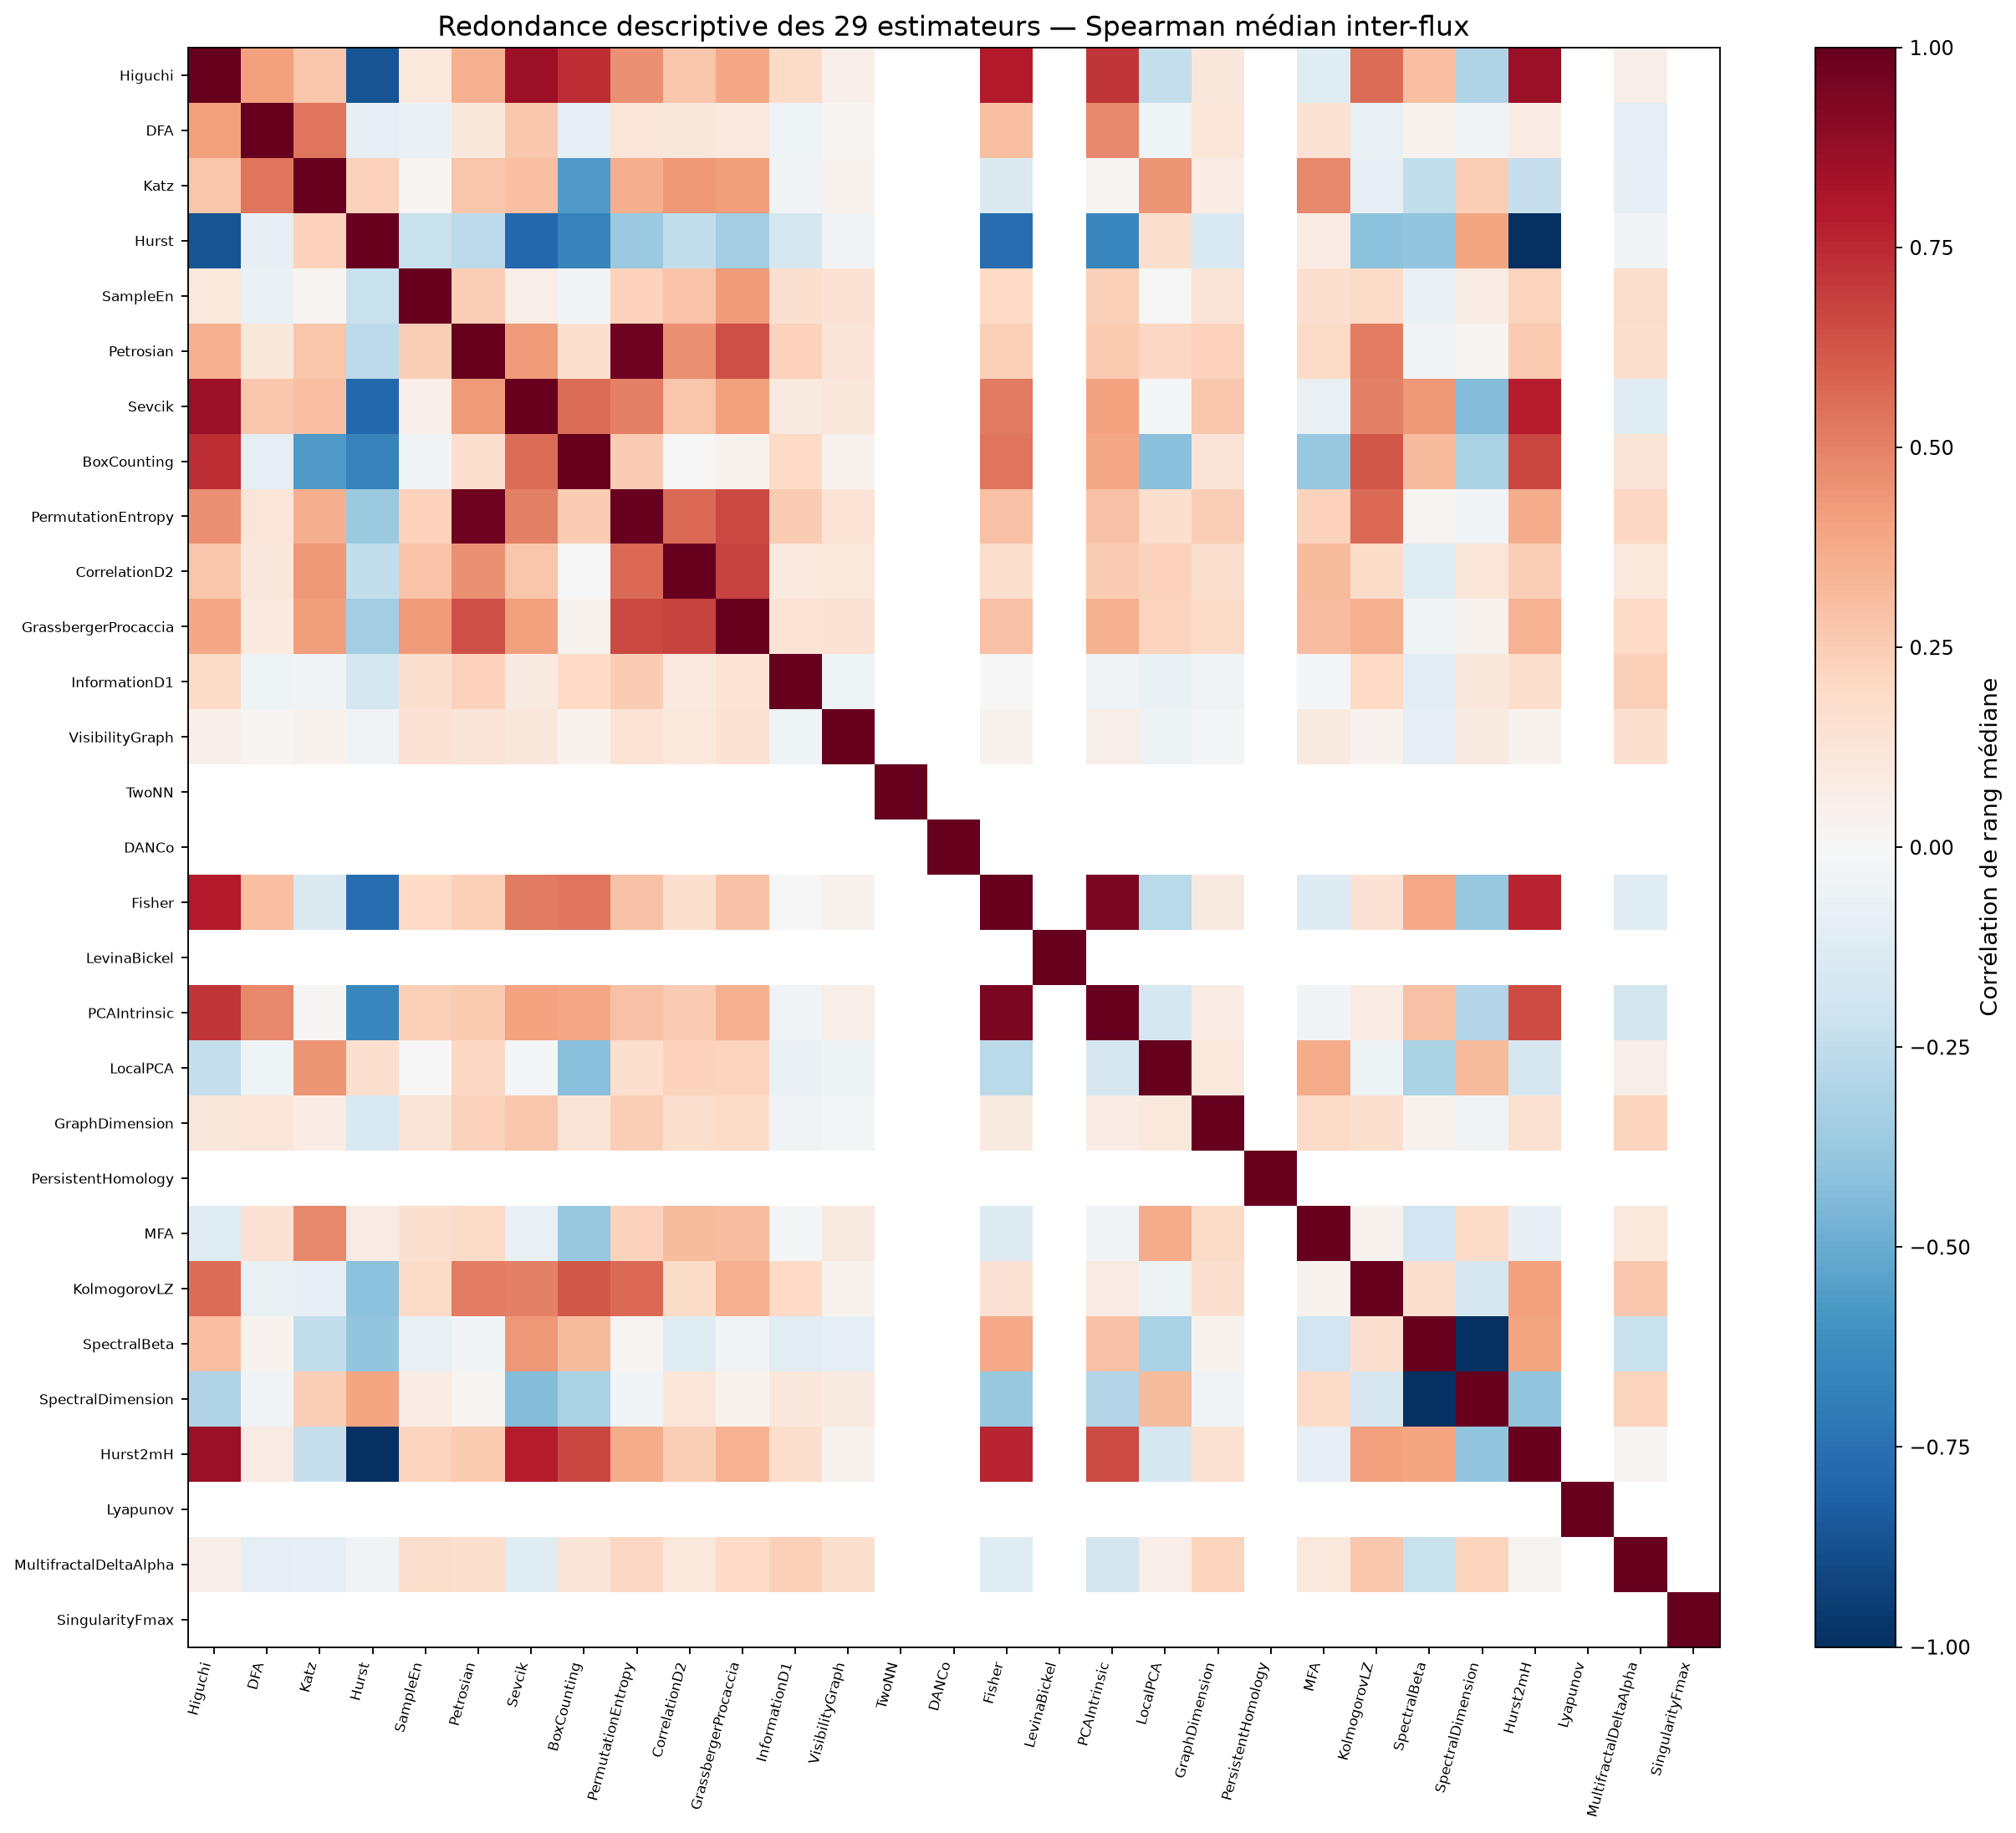 Redondance descriptive des 29 estimateurs — Spearman médian inter-flux
Higuchi
DFA
Katz
Hurst
SampleEn
Petrosian
Sevcik
BoxCounting
PermutationEntropy
CorrelationD2
GrassbergerProcaccia
InformationD1
VisibilityGraph
TwoNN
DANCo
Fisher
LevinaBickel
PCAIntrinsic
LocalPCA
GraphDimension
PersistentHomology
MFA
KolmogorovLZ
SpectralBeta
SpectralDimension
Hurst2mH
Lyapunov
MultifractalDeltaAlpha
SingularityFmax
Higuchi
DFA
Katz
Hurst
SampleEn
Petrosian
Sevcik
BoxCounting
PermutationEntropy
CorrelationD2
GrassbergerProcaccia
InformationD1
VisibilityGraph
TwoNN
DANCo
Fisher
LevinaBickel
PCAIntrinsic
LocalPCA
GraphDimension
PersistentHomology
MFA
KolmogorovLZ
SpectralBeta
SpectralDimension
Hurst2mH
Lyapunov
MultifractalDeltaAlpha
SingularityFmax
1.00
0.75
0.50
0.25
0.00
−0.25
−0.50
−0.75
−1.00
Corrélation de rang médiane